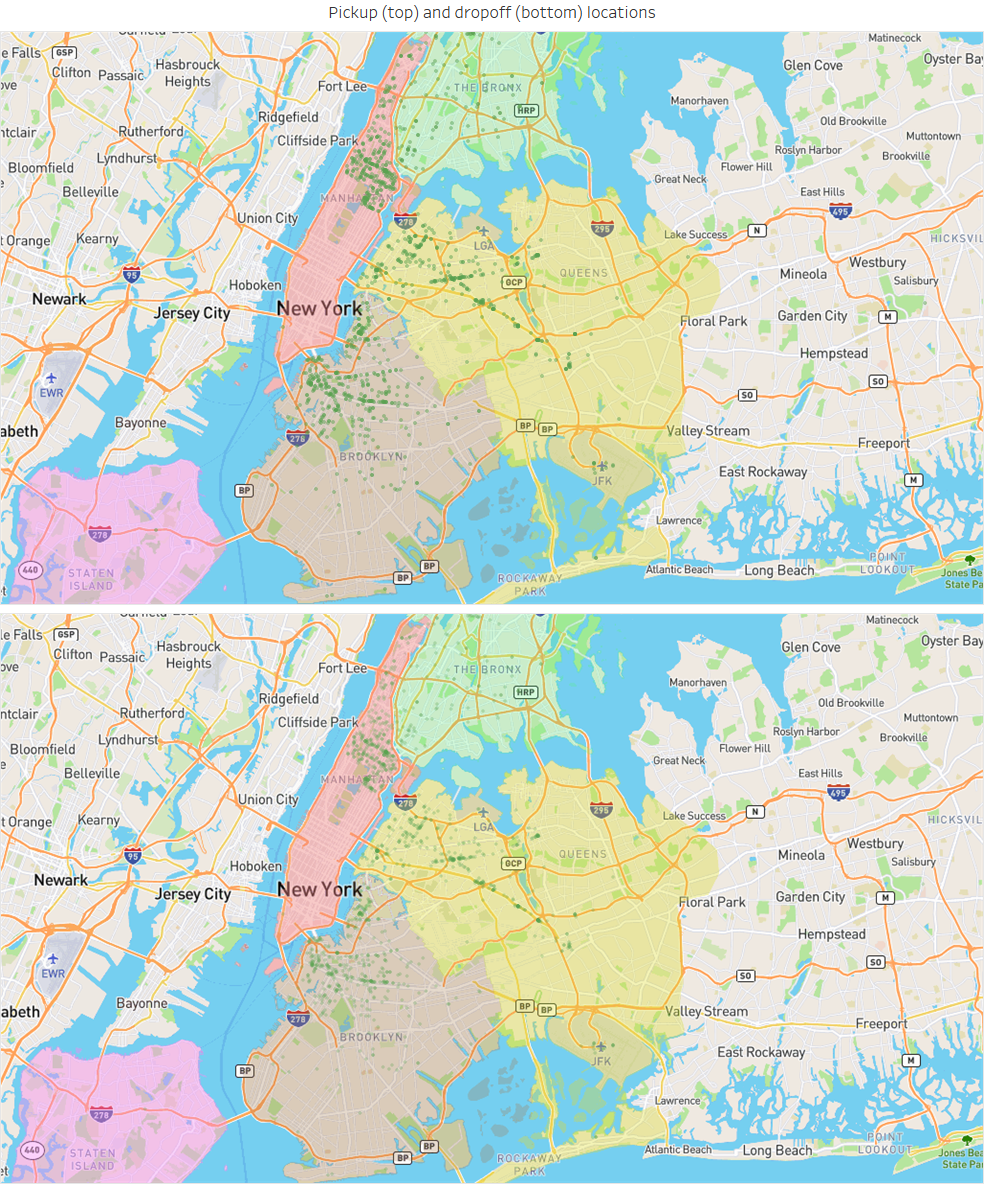 Pickup (top) and dropoff (bottom) locations
le Falls
GSP
Hasbrouck
Heights
Clifton
Passaic
Fort Lee
THE BRONX
HRP
Ridgefield
Cliffside Park
Rutherford
Lyndhurst
Bloomfield
Belleville
Manorhaven
Glen Cove
Matinecock
Oyster Bay
Old Brookville
Muttontown
Roslyn Harbor
Brookville
Flower Hill
Great Neck
East Hills
MANHATTAN
278
LGA
295
495
Union City
Kearny
t Orange
Lake Success
N
HICKSVIL
95
Hoboken
GCP
QUEENS
Mineola
Westbury
Salisbury
Newark
Jersey City
New York
Floral Park
Garden City
M
Hempstead
EWR
SO
SO
abeth
Bayonne
278
BROOKLYN
BP
BP
Valley Stream
Freeport
JFK
East Rockaway
M
BP
Lawrence
278
440
STATEN
ISLAND
BP
BP
ROCKAWAY
PARK
Atlantic Beach
Long Beach
POINT
LOOKOUT
Jones Be
State Pa
le Falls
GSP
Hasbrouck
Heights
Clifton
Passaic
Fort Lee
THE BRONX
HRP
Ridgefield
Cliffside Park
Rutherford
Lyndhurst
Bloomfield
Belleville
Manorhaven
Glen Cove
Matinecock
Oyster Bay
Old Brookville
Muttontown
Roslyn Harbor
Brookville
Flower Hill
Great Neck
East Hills
MANHATTAN
278
LGA
295
495
Union City
Kearny
t Orange
Lake Success
N
HICKSVIL
95
Hoboken
GCP
QUEENS
Mineola
Westbury
Salisbury
Newark
Jersey City
New York
Floral Park
Garden City
M
Hempstead
EWR
SO
SO
abeth
Bayonne
278
BROOKLYN
BP
BP
Valley Stream
Freeport
JFK
East Rockaway
M
BP
Lawrence
278
440
STATEN
ISLAND
BP
BP
ROCKAWAY
PARK
Atlantic Beach
Long Beach
POINT
LOOKOUT
Jones Be
State Pa